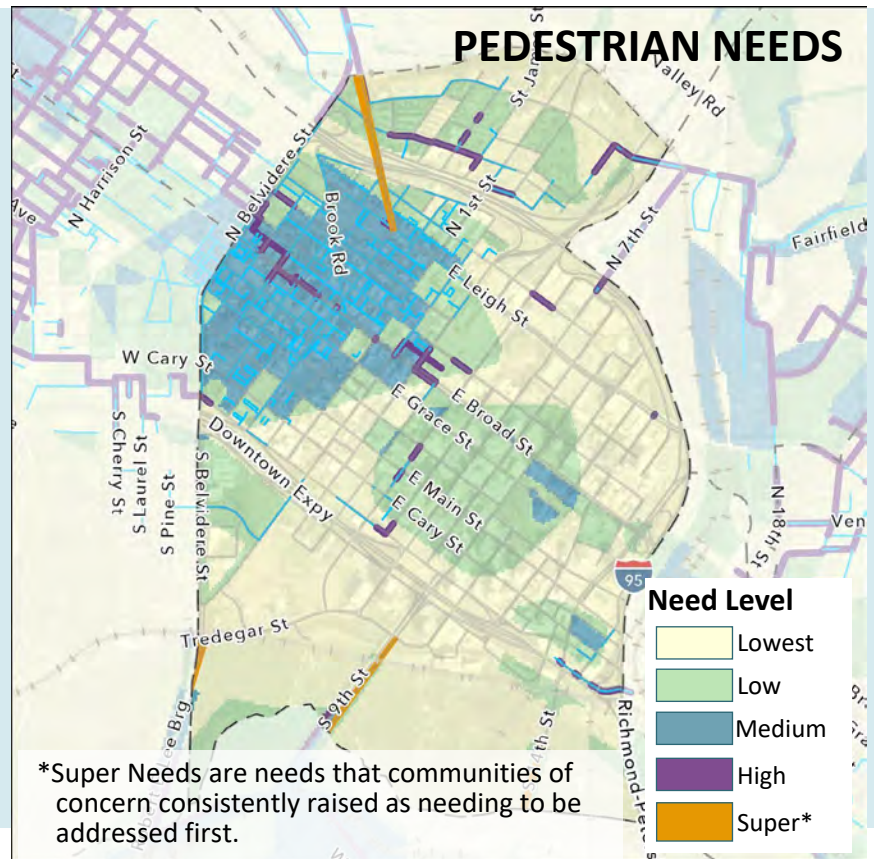 PEDESTRIAN NEEDS
St James St
Valley Rd
N Harrison St
Ave
N Belvidere St
Brook Rd
N 1st St
N 7th St
Fairfield
E Leigh St
W Cary St
E Grace St
E Broad St
S Cherry St
S Laurel St
S Pine St
S Belvidere St
Downtown Expy
E Main St
E Cary St
N 18th St
Ven
95
Tredegar St
S 9th St
Need Level
Lowest
Low
Medium
High
Super*
*Super Needs are needs that communities of
concern consistently raised as needing to be
addressed first.